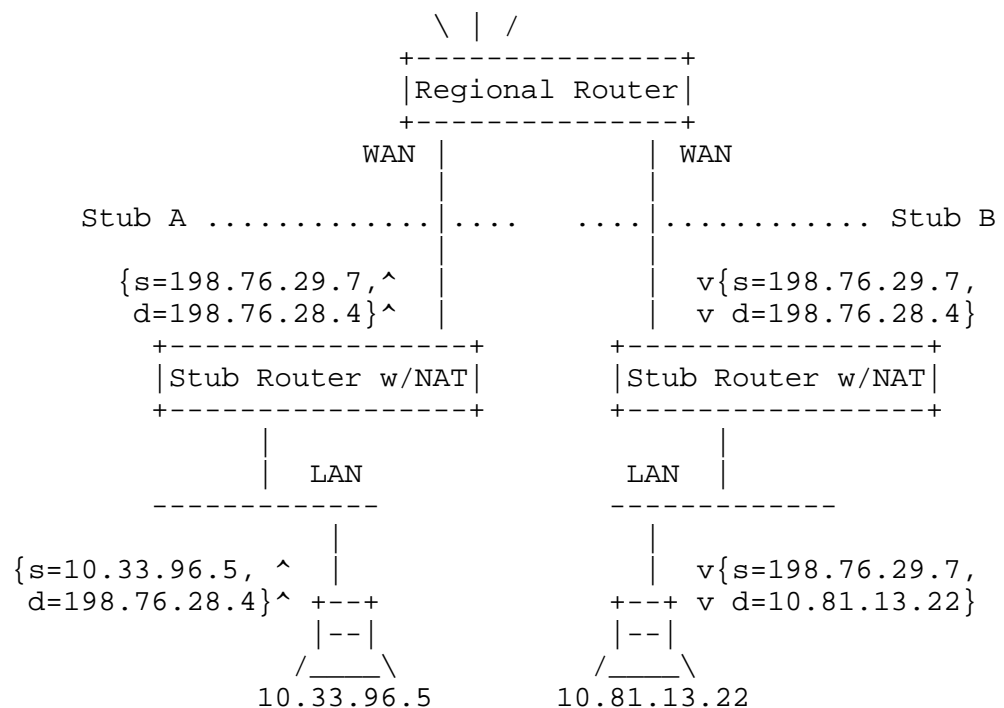 \ | /
+---------------+
|Regional Router|
+---------------+
WAN | | WAN
| |
Stub A .............|.... ....|............ Stub B
| |
{s=198.76.29.7,^ | | v{s=198.76.29.7,
d=198.76.28.4}^ | | v d=198.76.28.4}
+-----------------+ +-----------------+
|Stub Router w/NAT| |Stub Router w/NAT|
+-----------------+ +-----------------+
| |
| LAN LAN |
------------- -------------
| |
{s=10.33.96.5, ^ | | v{s=198.76.29.7,
d=198.76.28.4}^ +--+ +--+ v d=10.81.13.22}
|--| |--|
/____\ /____\
10.33.96.5 10.81.13.22